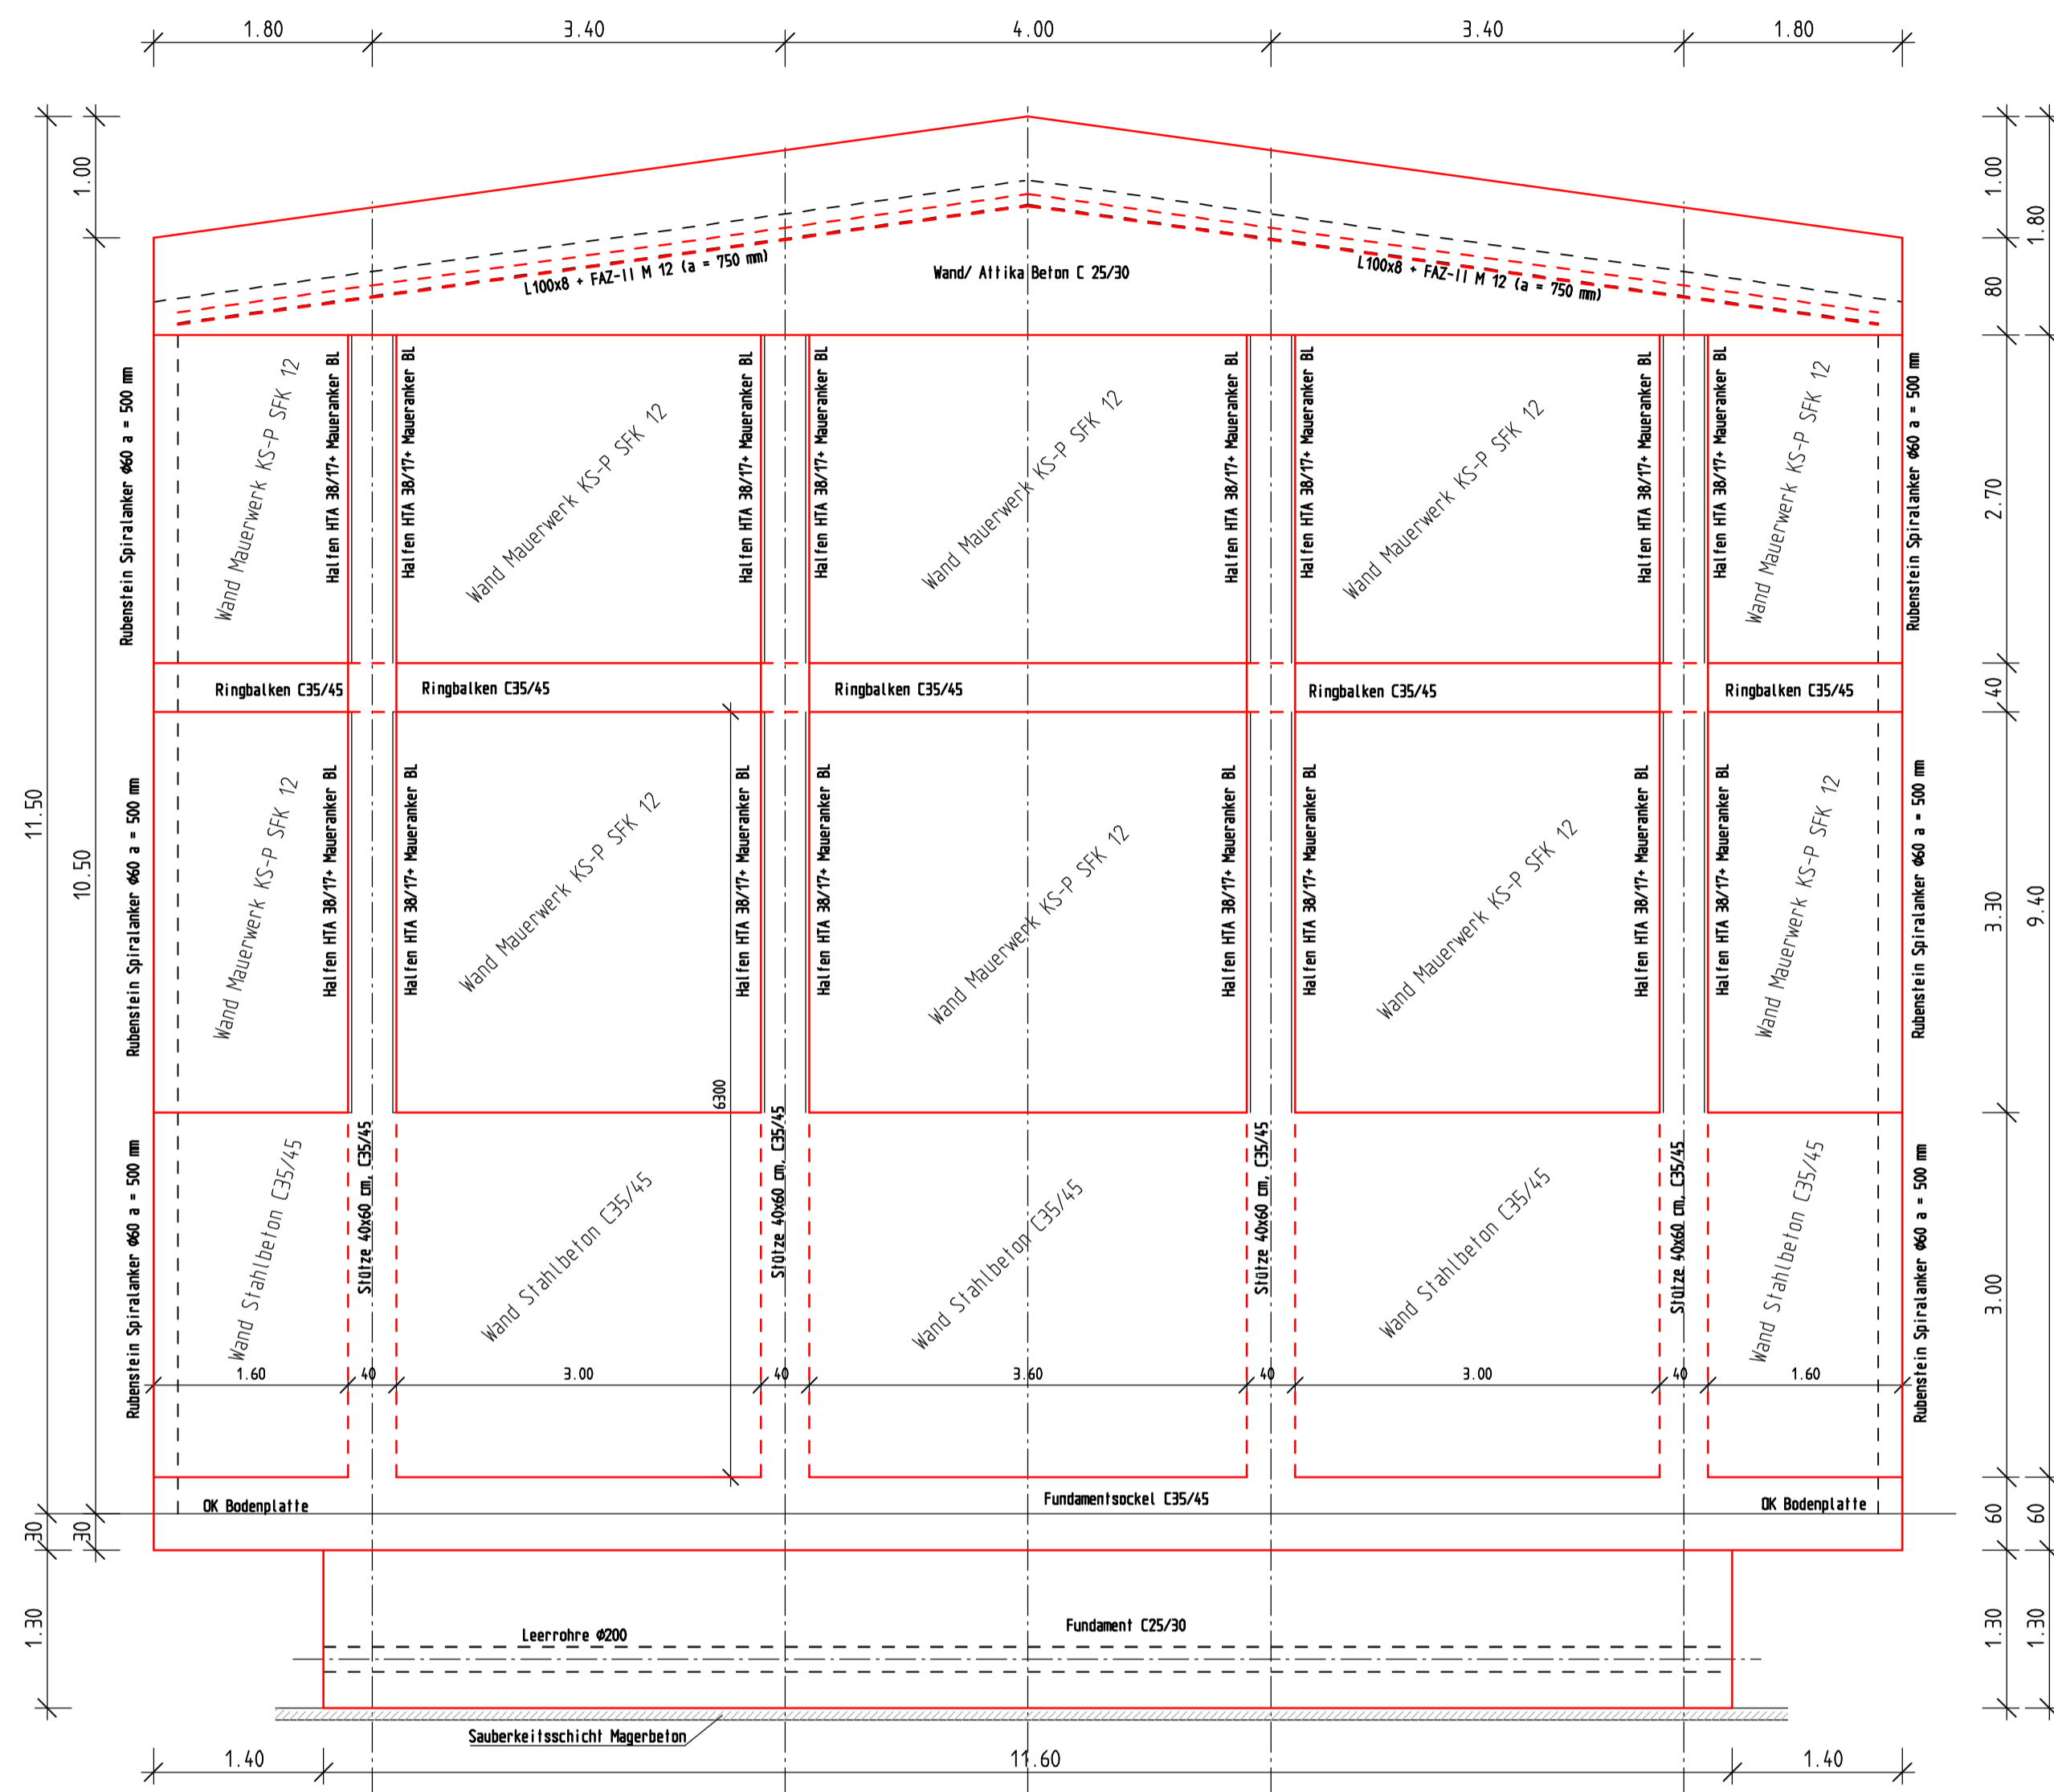 1.80
3.40
4.00
3.40
1.80
1.00
1.00
1.80
80
L100x8 + FAZ-II M 12 (a = 750 mm)
Wand/ Attika Beton C 25/30
L100x8 + FAZ-II M 12 (a = 750 mm)
Rubenstein Spiralanker ϕ60 a = 500 mm
Wand Mauerwerk KS-P SFK 12
Halfen HTA 38/17+ Maueranker BL
Halfen HTA 38/17+ Maueranker BL
Wand Mauerwerk KS-P SFK 12
Halfen HTA 38/17+ Maueranker BL
Halfen HTA 38/17+ Maueranker BL
Wand Mauerwerk KS-P SFK 12
Halfen HTA 38/17+ Maueranker BL
Halfen HTA 38/17+ Maueranker BL
Wand Mauerwerk KS-P SFK 12
Halfen HTA 38/17+ Maueranker BL
Halfen HTA 38/17+ Maueranker BL
Wand Mauerwerk KS-P SFK 12
Rubenstein Spiralanker ϕ60 a = 500 mm
2.70
Ringbalken C35/45
Ringbalken C35/45
Ringbalken C35/45
Ringbalken C35/45
Ringbalken C35/45
40
11.50
10.50
Rubenstein Spiralanker ϕ60 a = 500 mm
Wand Mauerwerk KS-P SFK 12
Halfen HTA 38/17+ Maueranker BL
Halfen HTA 38/17+ Maueranker BL
Wand Mauerwerk KS-P SFK 12
6300
Halfen HTA 38/17+ Maueranker BL
Halfen HTA 38/17+ Maueranker BL
Wand Mauerwerk KS-P SFK 12
Halfen HTA 38/17+ Maueranker BL
Halfen HTA 38/17+ Maueranker BL
Wand Mauerwerk KS-P SFK 12
Halfen HTA 38/17+ Maueranker BL
Halfen HTA 38/17+ Maueranker BL
Wand Mauerwerk KS-P SFK 12
Rubenstein Spiralanker ϕ60 a = 500 mm
3.30
9.40
Rubenstein Spiralanker ϕ60 a = 500 mm
Wand Stahlbeton C35/45
Stütze 40x60 cm, C35/45
Wand Stahlbeton C35/45
Stütze 40x60 cm, C35/45
Wand Stahlbeton C35/45
Stütze 40x60 cm, C35/45
Wand Stahlbeton C35/45
Stütze 40x60 cm, C35/45
Wand Stahlbeton C35/45
Rubenstein Spiralanker ϕ60 a = 500 mm
3.00
1.60
40
3.00
40
3.60
40
3.00
40
1.60
OK Bodenplatte
Fundamentsockel C35/45
OK Bodenplatte
30
30
60
60
1.30
Leerrohre ϕ200
Fundament C25/30
1.30
1.30
Sauberkeitsschicht Magerbeton
1.40
11.60
1.40